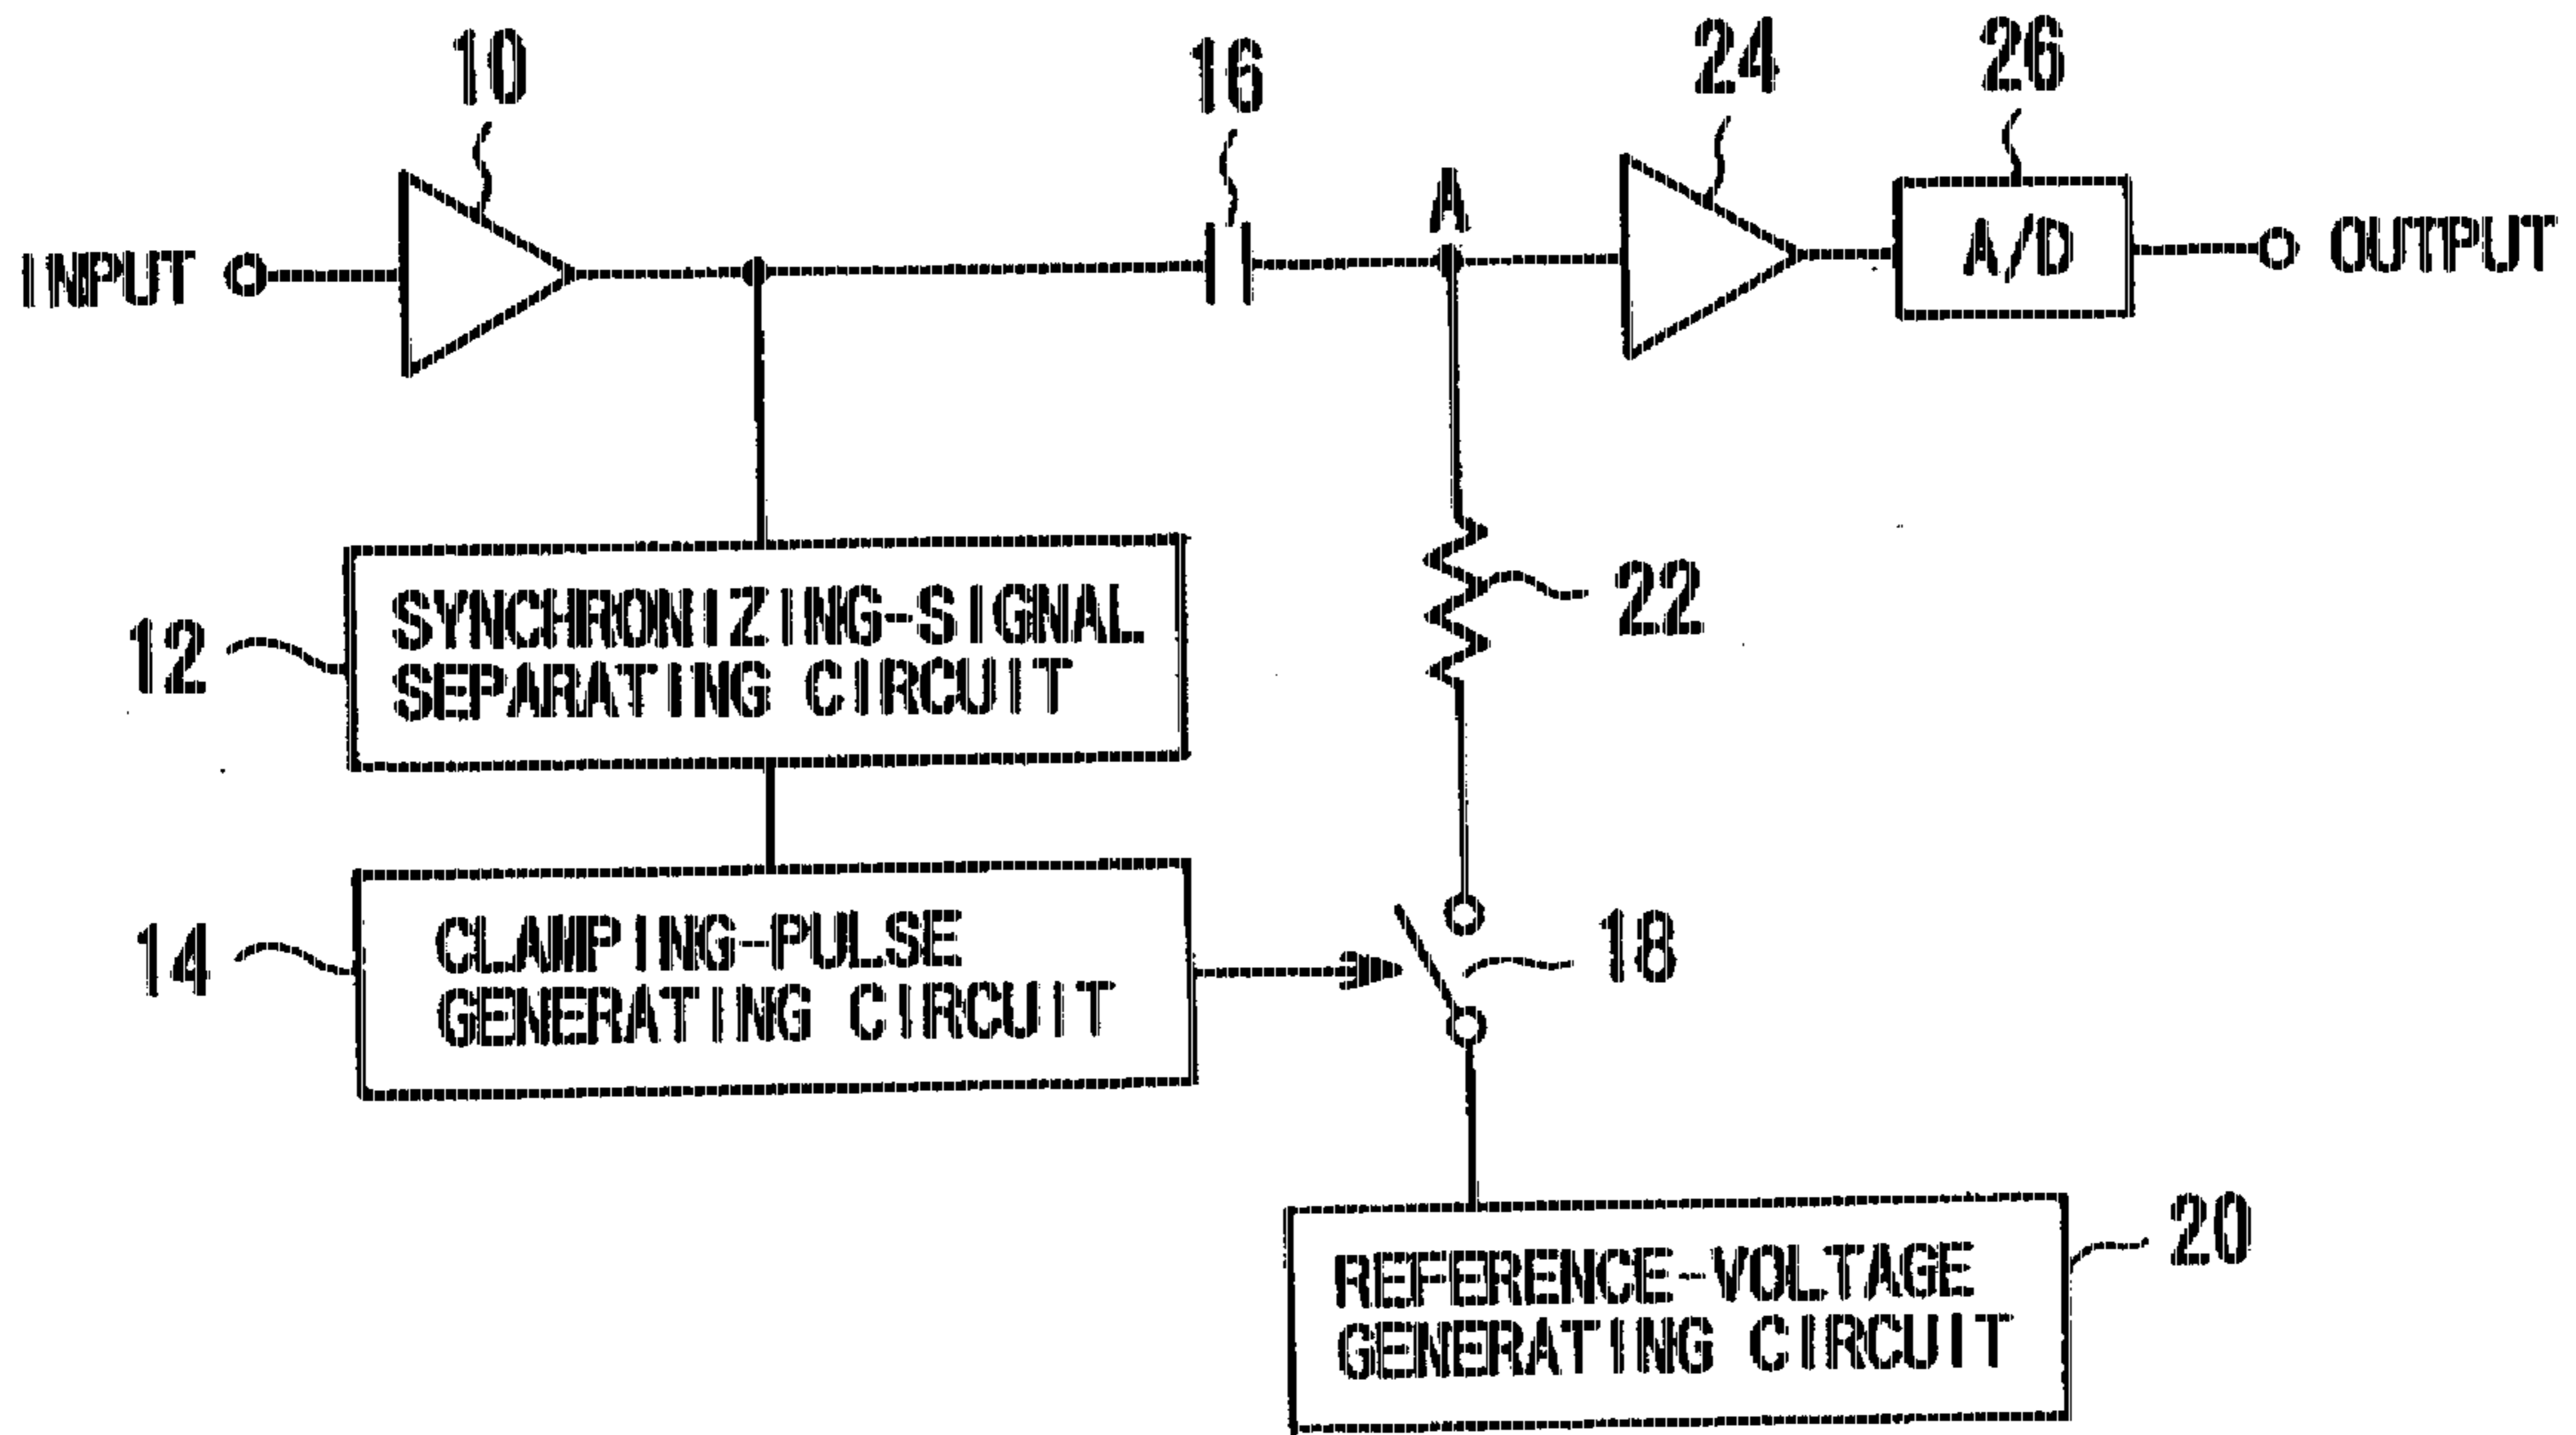 10
16
24
26
A
INPUT
A/D
OUTPUT
12
SYNCHRONIZING-SIGNAL
SEPARATING CIRCUIT
22
14
CLAMPING-PULSE
GENERATING CIRCUIT
18
REFERENCE-VOLTAGE
GENERATING CIRCUIT
20